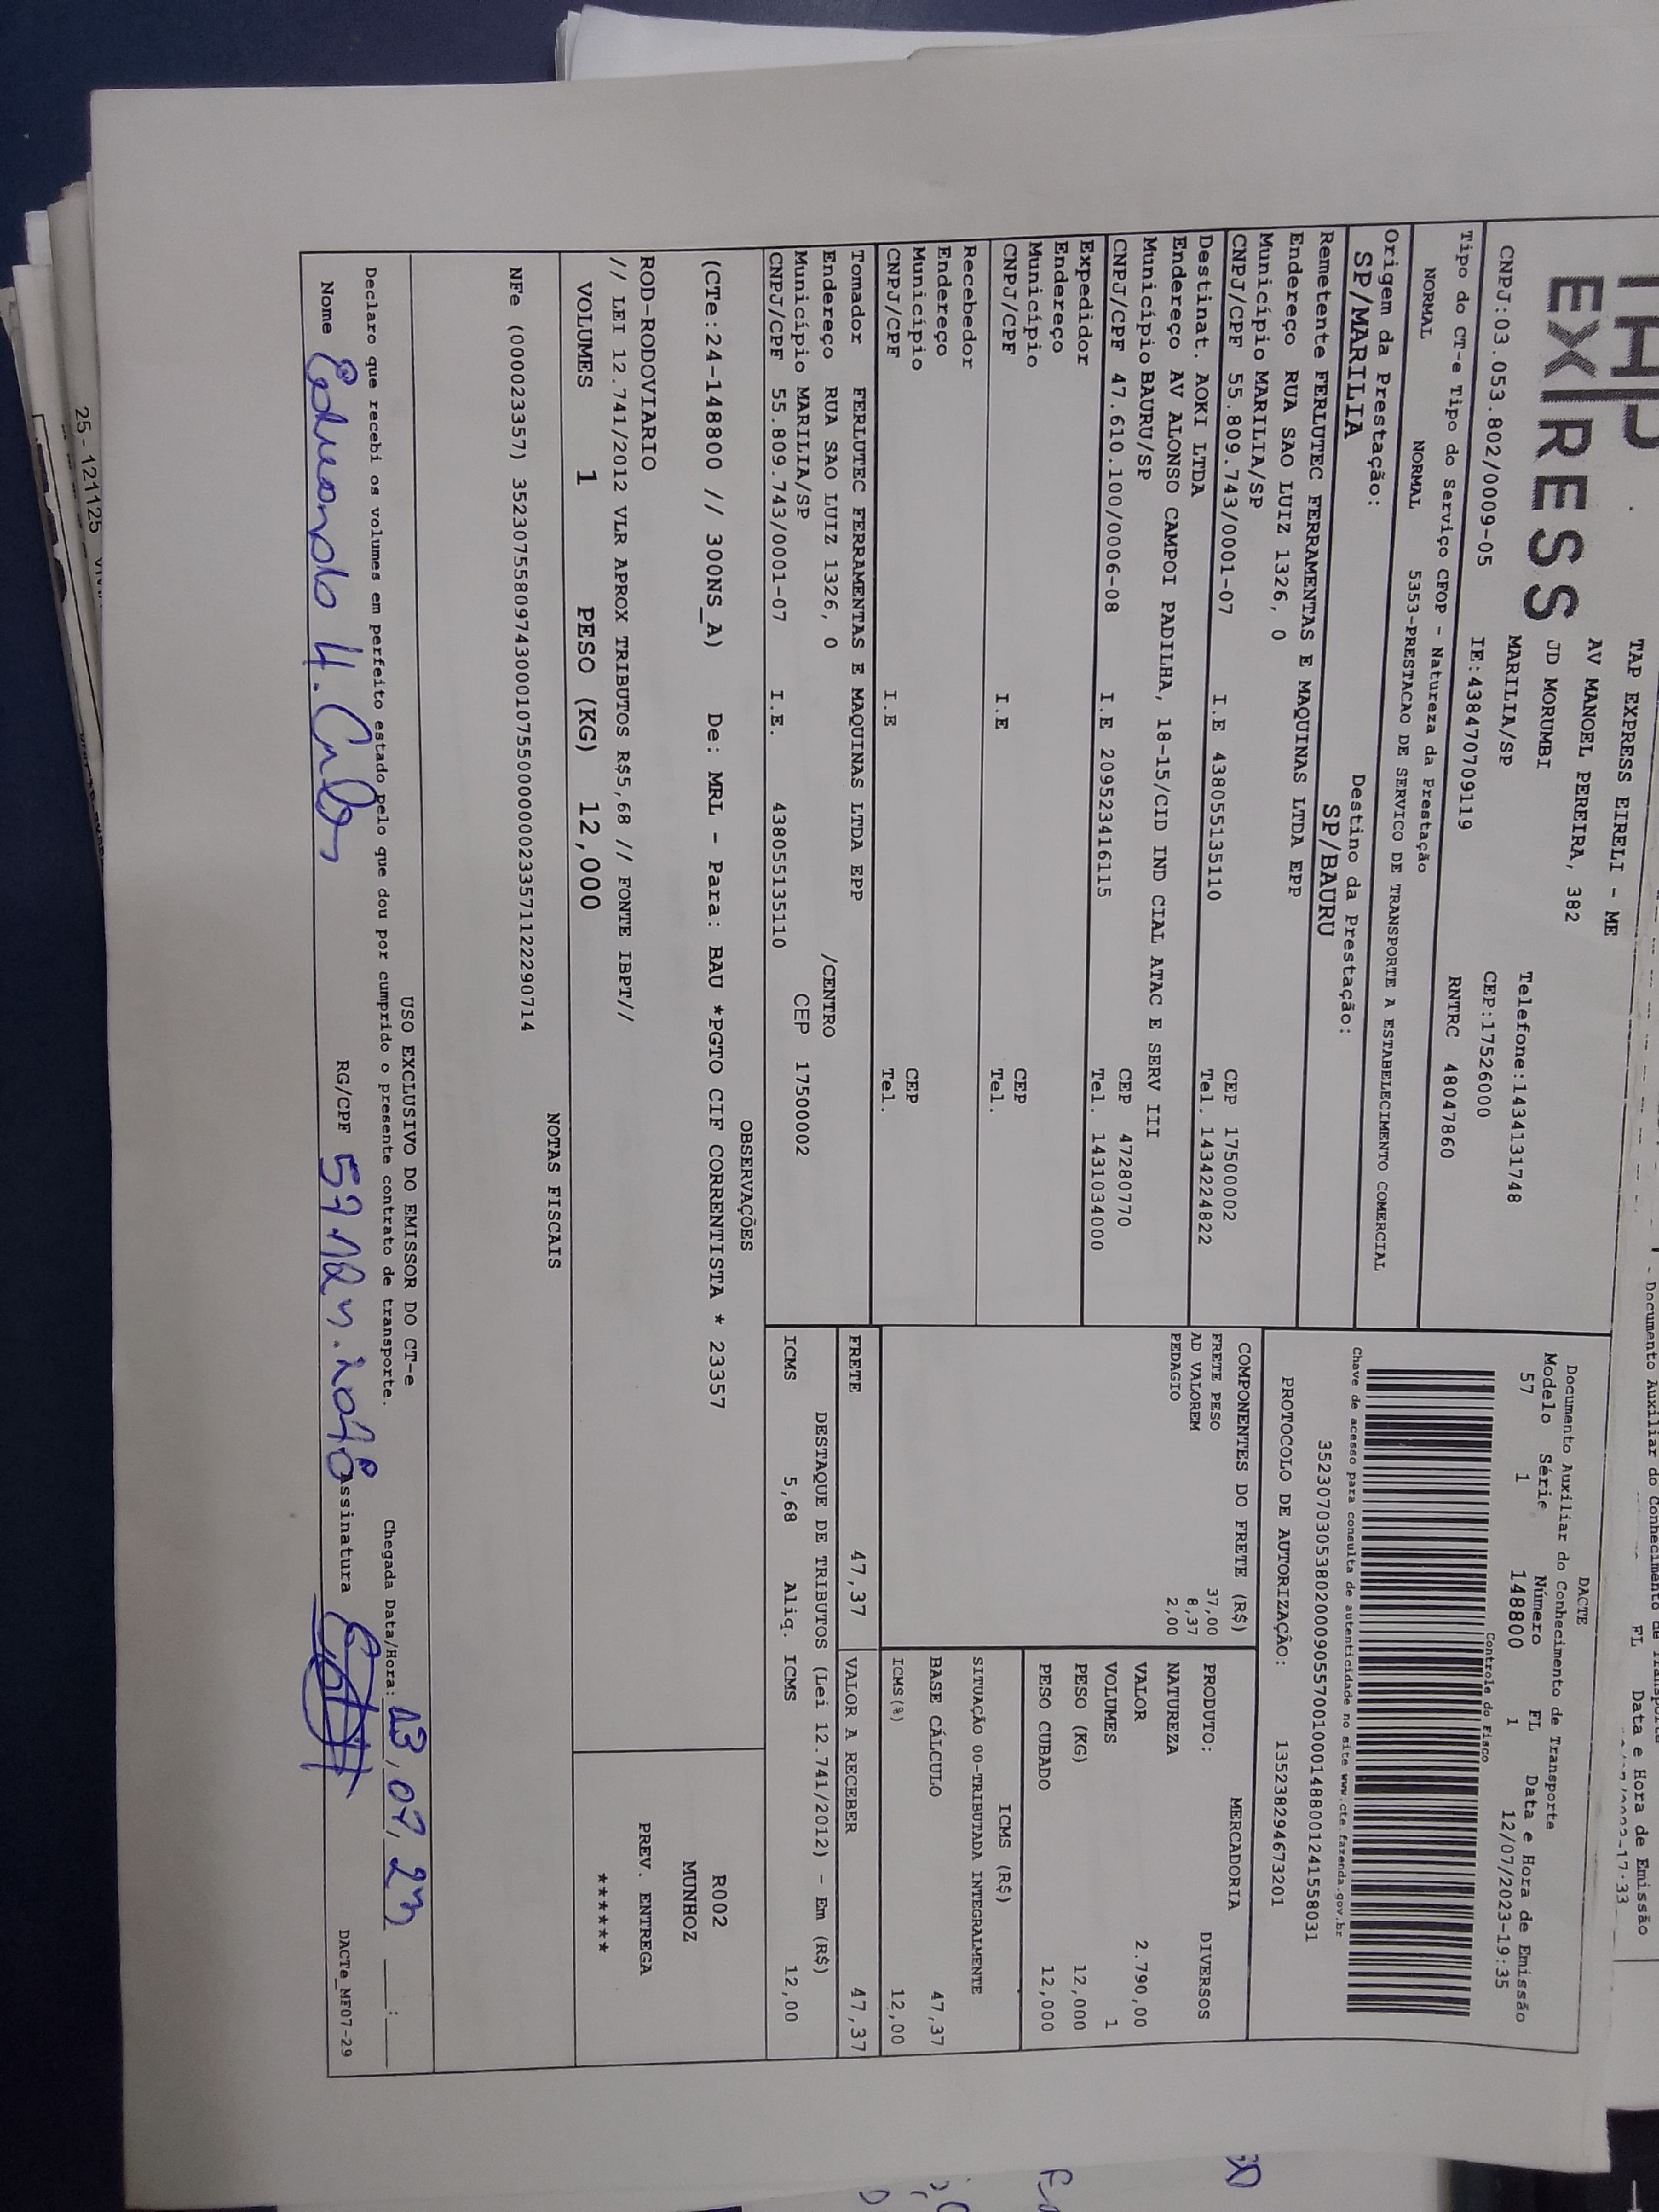 TAP
EXPRESS
TAP EXPRESS EIRELI - ME
AV MANOEL PEREIRA, 382
JD MORUMBI
MARILIA/SP
Telefone:1434131748
CEP:17526000
CNPJ:03.053.802/0009-05
IE:438470709119
RNTRC 48047860
Tipo do CT-e Tipo do Serviço CFOP - Natureza da Prestação
NORMAL NORMAL 5353-PRESTACAO DE SERVICO DE TRANSPORTE A ESTABELECIMENTO COMERCIAL
Origem da Prestação: Destino da Prestação:
SP/MARILIA SP/BAURU
Remetente FERLUTEC FERRAMENTAS E MAQUINAS LTDA EPP
Endereço RUA SAO LUIZ 1326, 0
Município MARILIA/SP CEP 17500002
CNPJ/CPF 55.809.743/0001-07 I.E 438055135110 Tel. 1434224822
Destinat. AOKI LTDA
Endereço AV ALONSO CAMPOI PADILHA, 18-15/CID IND CIAL ATAC E SERV III
Município BAURU/SP CEP 47280770
CNPJ/CPF 47.610.100/0006-08 I.E 209523416115 Tel. 1431034000
Expedidor
Endereço
Município CEP
CNPJ/CPF I.E Tel.
Recebedor
Endereço
Município CEP
CNPJ/CPF I.E Tel.
Tomador FERLUTEC FERRAMENTAS E MAQUINAS LTDA EPP
Endereço RUA SAO LUIZ 1326, 0 /CENTRO
Município MARILIA/SP CEP 17500002
CNPJ/CPF 55.809.743/0001-07 I.E. 438055135110
DACTE
Documento Auxiliar do Conhecimento de Transporte
Modelo Série Número FL Data e Hora de Emissão
57 1 148800 1 12/07/2023-19:35
Controle do Fisco
Chave de acesso para consulta de autenticidade no site www.cte.fazenda.gov.br
35230703053802000905570010001488001241558031
PROTOCOLO DE AUTORIZAÇÃO: 135238294673201
COMPONENTES DO FRETE (R$)
FRETE PESO 37,00
AD VALOREM 8,37
PEDAGIO 2,00
MERCADORIA
PRODUTO: DIVERSOS
NATUREZA
VALOR 2.790,00
VOLUMES 1
PESO (KG) 12,000
PESO CUBADO 12,000
ICMS (R$)
SITUAÇÃO 00-TRIBUTADA INTEGRALMENTE
BASE CÁLCULO 47,37
ICMS(%) 12,00
FRETE 47,37 VALOR A RECEBER 47,37
DESTAQUE DE TRIBUTOS (Lei 12.741/2012) - Em (R$)
ICMS 5,68 Aliq. ICMS 12,00
OBSERVAÇÕES
(CTe:24-148800 // 300NS_A) De: MRL - Para: BAU *PGTO CIF CORRENTISTA * 23357
R002
MUNHOZ
ROD-RODOVIARIO
// LEI 12.741/2012 VLR APROX TRIBUTOS R$5,68 // FONTE IBPT//
VOLUMES 1 PESO (KG) 12,000
PREV. ENTREGA
******
NOTAS FISCAIS
NFe (000023357) 35230755809743000107550000000233571122290714
USO EXCLUSIVO DO EMISSOR DO CT-e
Declaro que recebi os volumes em perfeito estado pelo que dou por cumprido o presente contrato de transporte.
Chegada Data/Hora: 13,07,23 __:__
Nome Eduardo H. RG/CPF Assinatura
DACTe_MF07-29
25 - 121125
Data e Hora de Emissão
FL